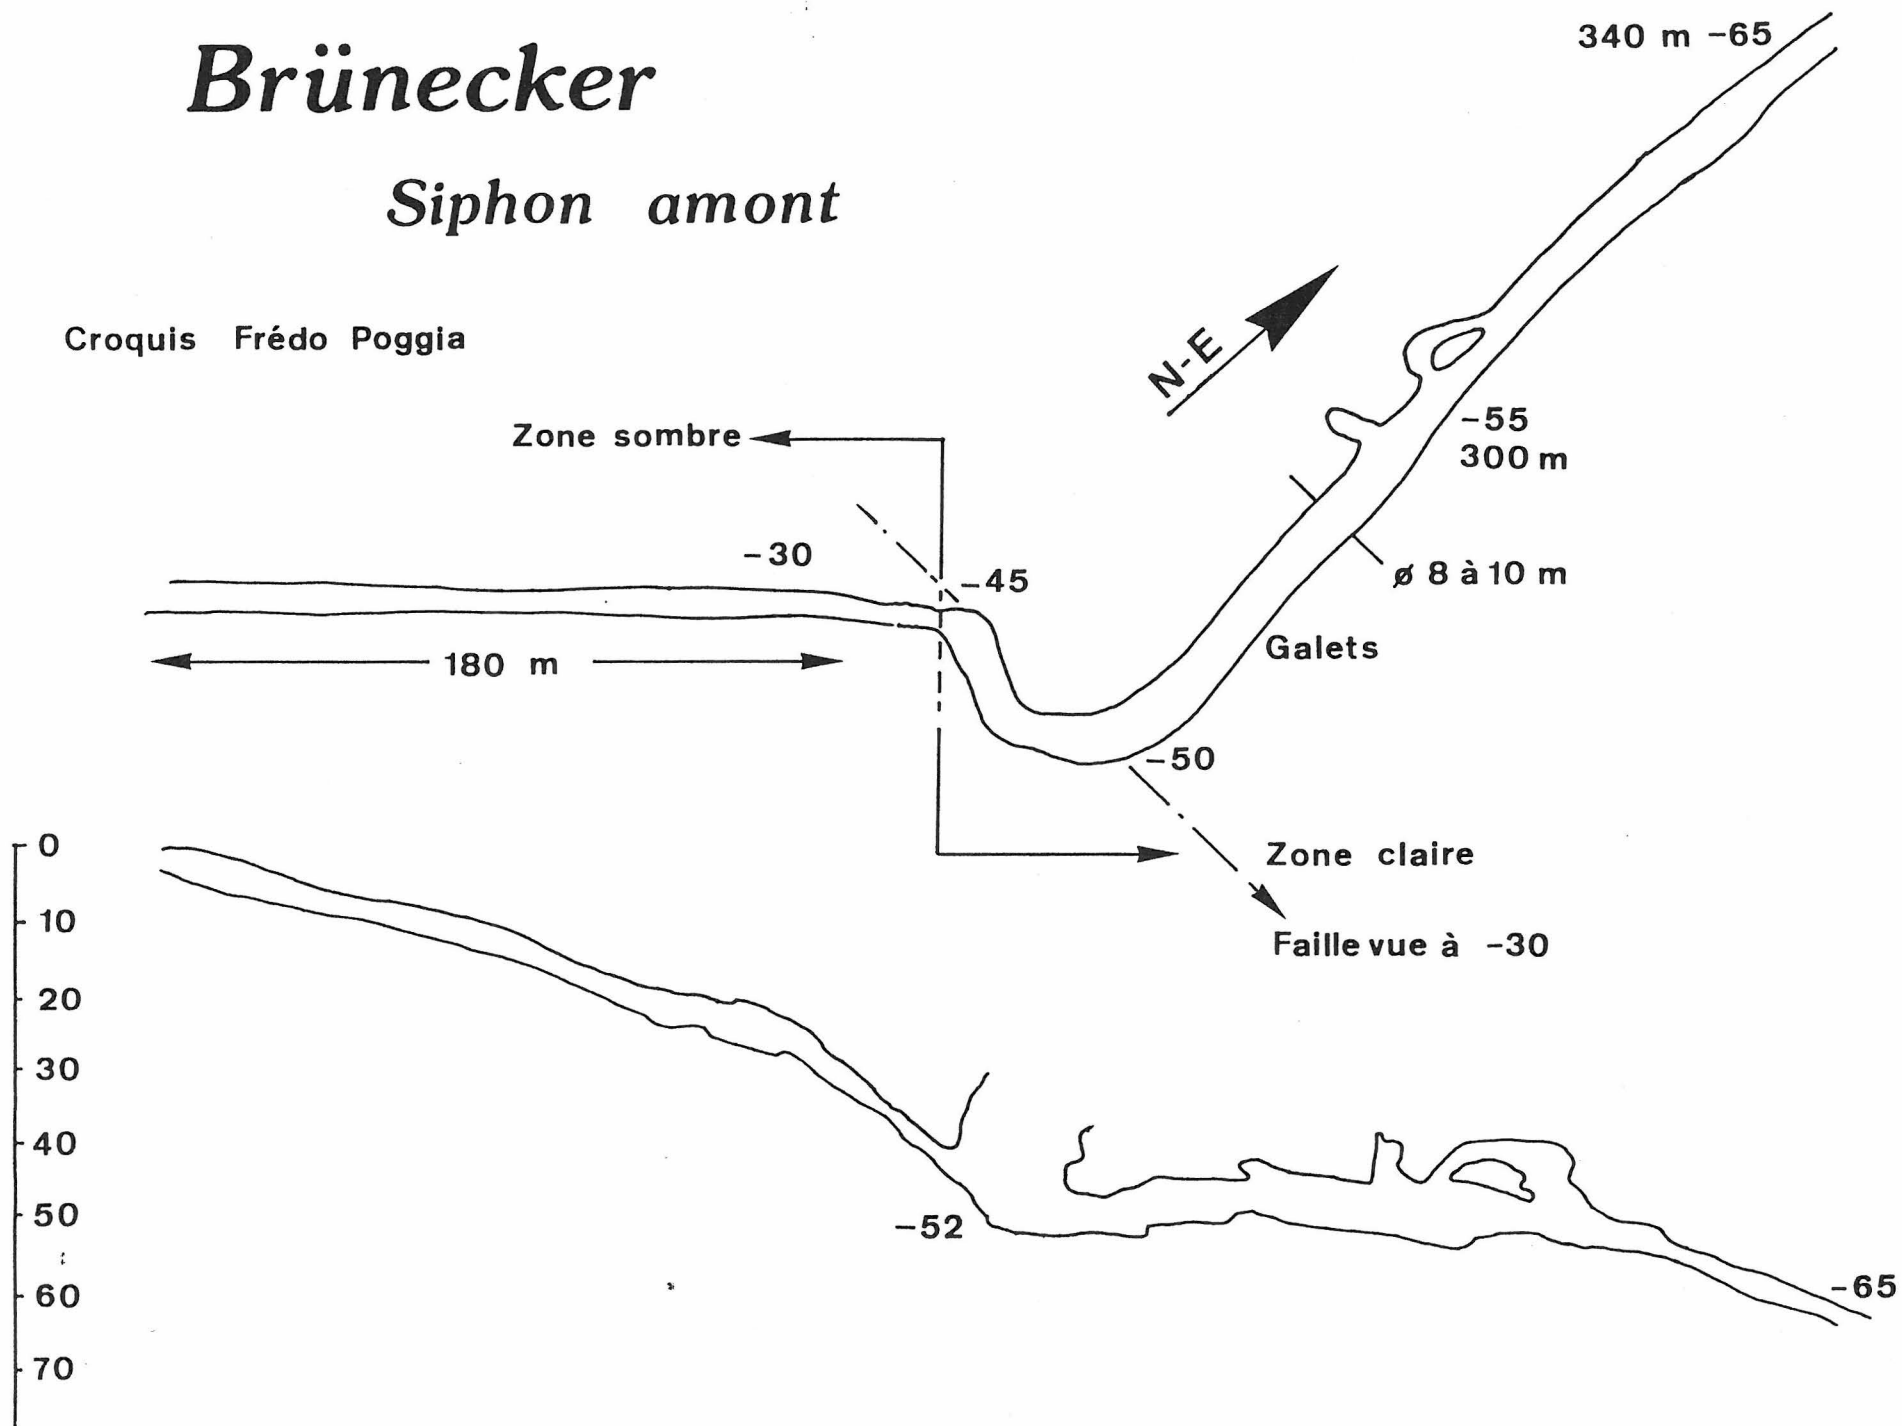 Brünecker
Siphon amont
Croquis Frédo Poggia
340 m -65
N-E
Zone sombre
-55
300 m
-30
-45
ø 8 à 10 m
Galets
180 m
-50
Zone claire
Faille vue à -30
0
10
20
30
40
50
60
70
-52
-65